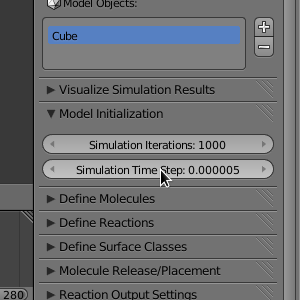 Model Objects:
Cube
Visualize Simulation Results
Model Initialization
Simulation Iterations: 1000
Simulation Time Step: 0.000005
Define Molecules
Define Reactions
Define Surface Classes
Molecule Release/Placement
280)
Reaction Output Settings